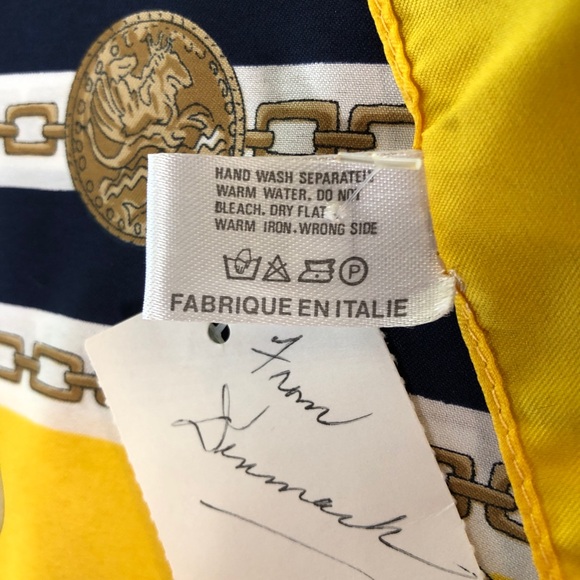 HAND WASH SEPARATELY
WARM WATER. DO NOT
BLEACH. DRY FLAT
WARM IRON. WRONG SIDE
P
FABRIQUE EN ITALIE
From
Denmark